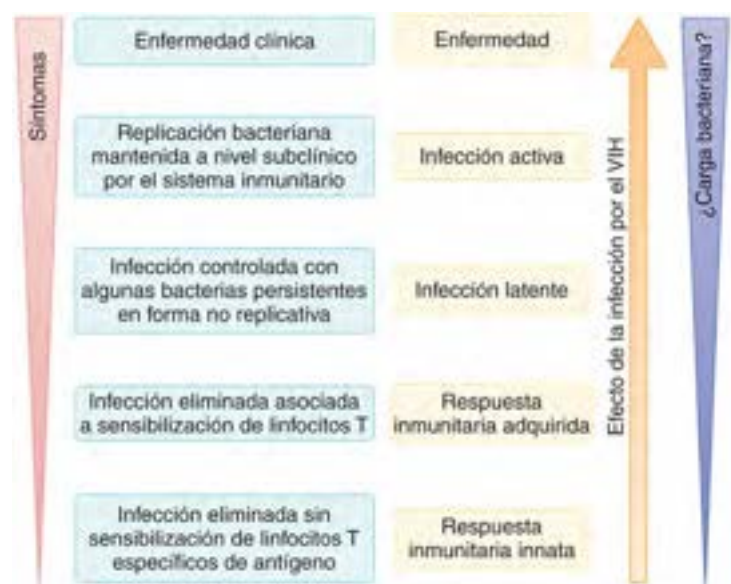 Síntomas
Enfermedad clínica
Enfermedad
Replicación bacteriana
mantenida a nivel subclínico
por el sistema inmunitario
Infección activa
Infección controlada con
algunas bacterias persistentes
en forma no replicativa
Infección latente
Infección eliminada asociada
a sensibilización de linfocitos T
Respuesta
inmunitaria adquirida
Infección eliminada sin
sensibilización de linfocitos T
específicos de antígeno
Respuesta
inmunitaria innata
Efecto de la infección por el VIH
¿Carga bacteriana?